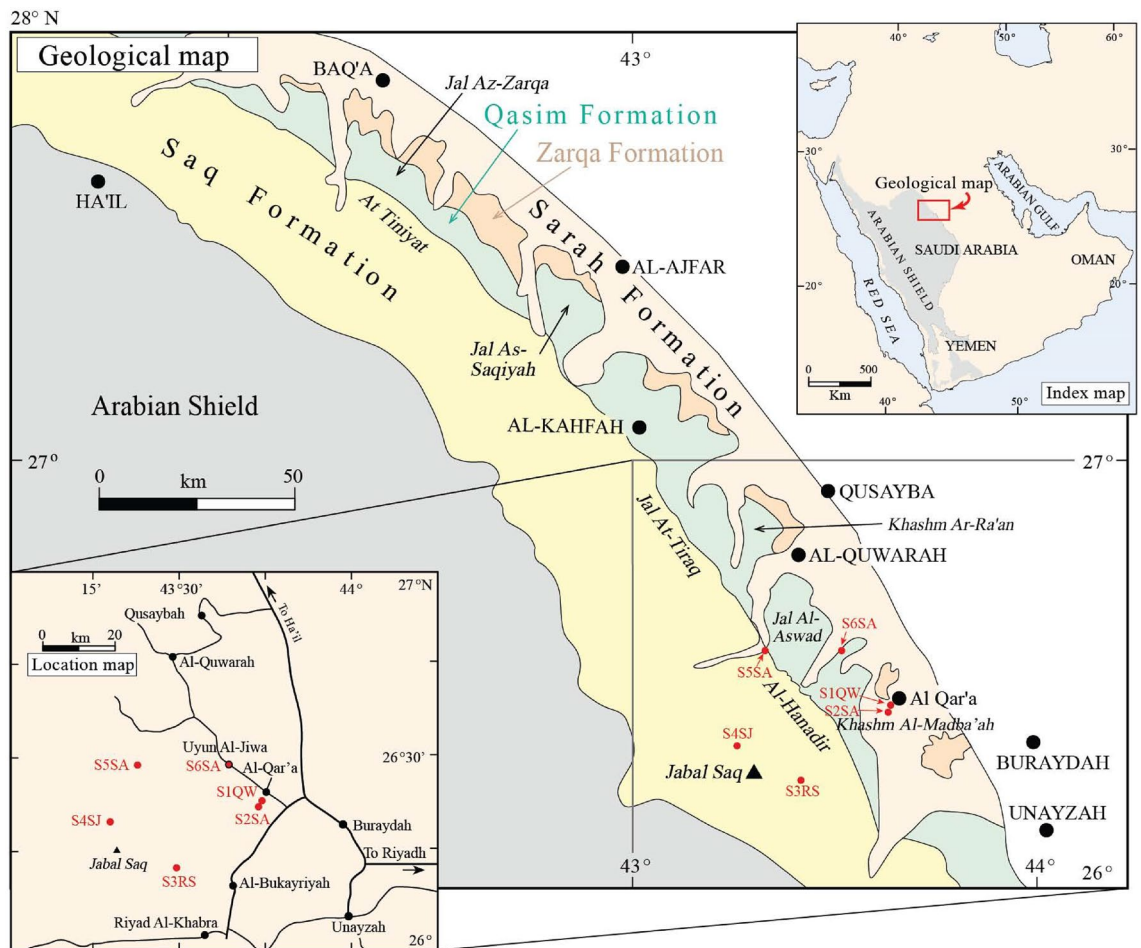 28° N
Geological map
43°
BAQ'A
Jal Az-Zarqa
Qasim Formation
Zarqa Formation
HA'IL
Saq Formation
At Tiniyat
Sarah Formation
AL-AJFAR
Jal As-
Saqiyah
Arabian Shield
AL-KAHFAH
27°
27°
0 50
km
QUSAYBA
Jal At-Tiraq
Khashm Ar-Ra'an
AL-QUWARAH
Jal Al-
Aswad
S6SA
S5SA
Al-Hanadir
S1QW
S2SA
Al Qar'a
Khashm Al-Madba'ah
S4SJ
Jabal Saq
S3RS
BURAYDAH
UNAYZAH
43°
44°
26°
40° 50° 60°
30°
30°
Geological map
ARABIAN GULF
ARABIAN SHIELD
SAUDI ARABIA
OMAN
RED SEA
20°
20°
YEMEN
0 500
Km
Index map
40°
50°
15' 43°30' 44° 27°N
To Ha'il
Qusaybah
0 km 20
Location map
Al-Quwarah
Uyun Al-Jiwa
26°30'
S5SA
S6SA
Al-Qar'a
S1QW
S2SA
S4SJ
Buraydah
Jabal Saq
To Riyadh
S3RS
Al-Bukayriyah
Riyad Al-Khabra
Unayzah
26°